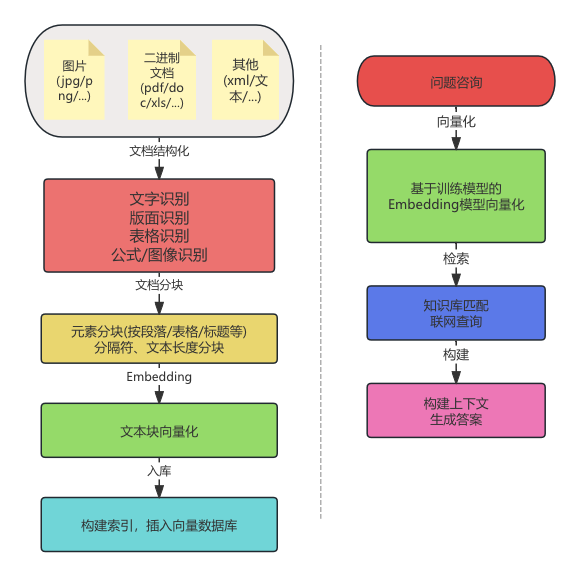 图片
(jpg/p
ng/...)
二进制
文档
(pdf/do
c/xls/...)
其他
(xml/文
本/...)
文档结构化
文字识别
版面识别
表格识别
公式/图像识别
文档分块
元素分块(按段落/表格/标题等)
分隔符、文本长度分块
Embedding
文本块向量化
入库
构建索引，插入向量数据库
问题咨询
向量化
基于训练模型的
Embedding模型向量化
检索
知识库匹配
联网查询
构建
构建上下文
生成答案